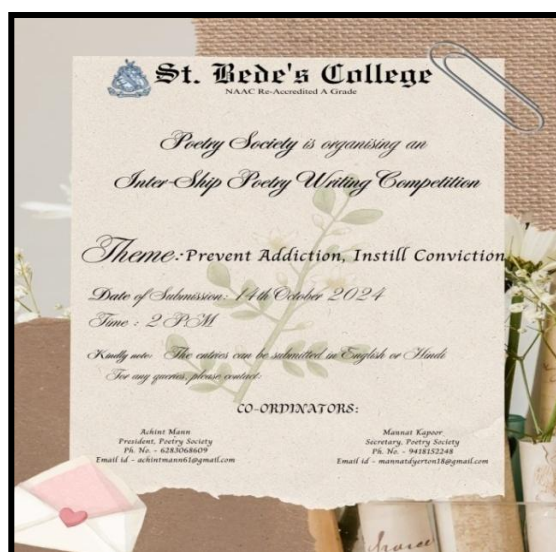 St. Bede's College
NAAC Re-Accredited A Grade
Poetry Society is organising an
Inter-Ship Poetry Writing Competition
Theme:-Prevent Addiction, Instill Conviction
Date of Submission: 14th October 2024
Time : 2 P.M
Kindly note: The entries can be submitted in English or Hindi
For any queries, please contact:
CO-ORDINATORS:
Achint Mann
President, Poetry Society
Ph. No. - 6283068609
Email id - achintmann61@gmail.com
Mannat Kapoor
Secretary, Poetry Society
Ph. No. - 9418152248
Email id - mannatdyerton18@gmail.com